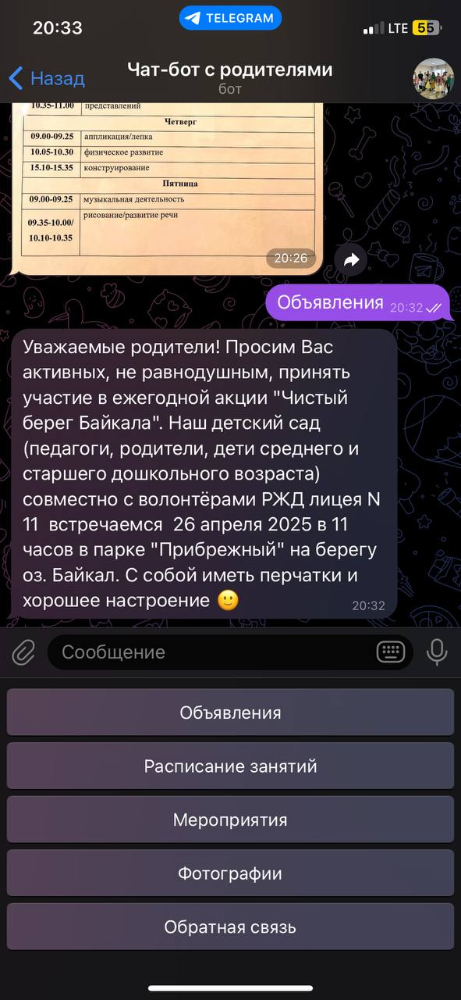 20:33
TELEGRAM
LTE 55
Назад
Чат-бот с родителями
бот
10.35-11.00 представлений
Четверг
09.00-09.25 аппликация/лепка
10.05-10.30 физическое развитие
15.10-15.35 конструирование
Пятница
09.00-09.25 музыкальная деятельность
09.35-10.00/ рисование/развитие речи
10.10-10.35
20:26
Объявления 20:32
Уважаемые родители! Просим Вас
активных, не равнодушным, принять
участие в ежегодной акции "Чистый
берег Байкала". Наш детский сад
(педагоги, родители, дети среднего и
старшего дошкольного возраста)
совместно с волонтёрами РЖД лицея N
11  встречаемся  26 апреля 2025 в 11
часов в парке "Прибрежный" на берегу
оз. Байкал. С собой иметь перчатки и
хорошее настроение 🙂
20:32
Сообщение
Объявления
Расписание занятий
Мероприятия
Фотографии
Обратная связь